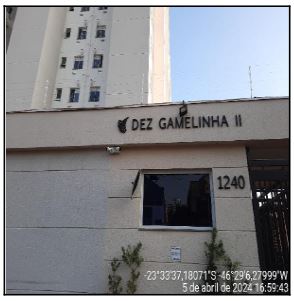 DEZ GAMELINHA II
1240
-23°33'37,18071"S -46°29'6,27999"W
5 de abril de 2024 16:59:43